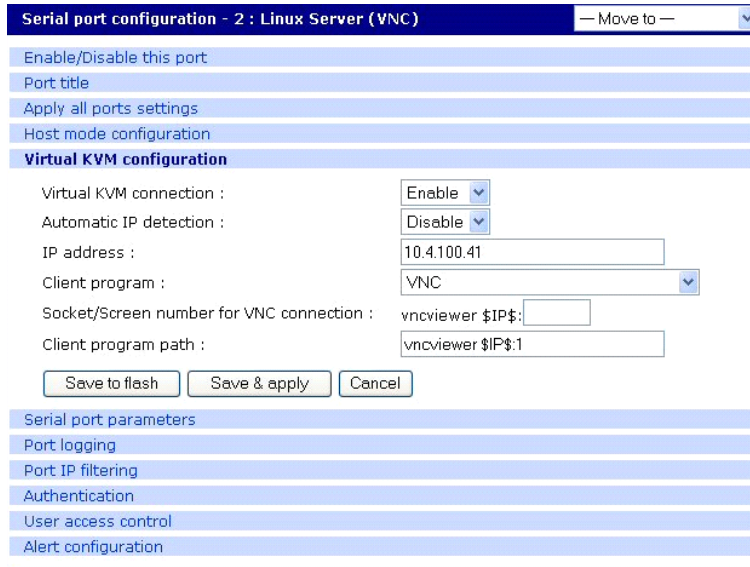 Serial port configuration - 2 : Linux Server (VNC) — Move to —
Enable/Disable this port
Port title
Apply all ports settings
Host mode configuration
Virtual KVM configuration
Virtual KVM connection : Enable
Automatic IP detection : Disable
IP address : 10.4.100.41
Client program : VNC
Socket/Screen number for VNC connection : vncviewer $IP$:
Client program path : vncviewer $IP$:1
Save to flash Save & apply Cancel
Serial port parameters
Port logging
Port IP filtering
Authentication
User access control
Alert configuration